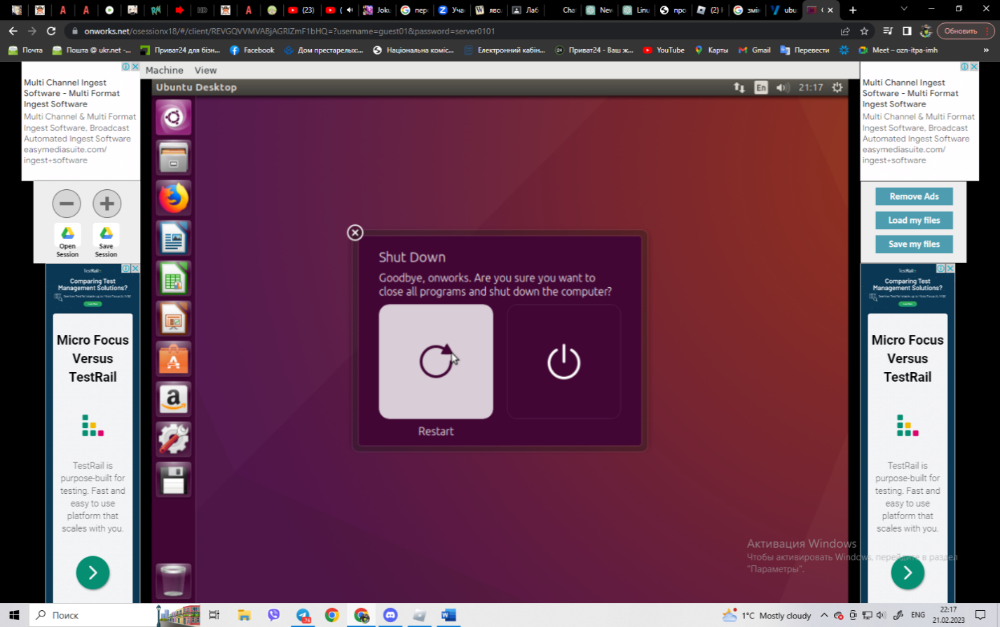 (23)
(
Joku
пере
Учас
яво.
Лаб
Chat
New
Linu
про
(2) H
змін
ubu
onworks.net/osessionx18/#/client/REVGQVVMVABjAGRIZmF1bHQ=?username=guest01&password=server0101
Обновить
Почта
Пошта @ ukr.net -...
Приват24 для бізн...
Facebook
Дом престарелых:...
Національна коміс...
Електронний кабін...
Приват24 - Ваш ж...
YouTube
Карты
Gmail
Перевести
Meet – ozn-itpa-imh
»
Machine View
Ubuntu Desktop
En
21:17
Multi Channel Ingest
Software - Multi Format
Ingest Software
Multi Channel & Multi Format
Ingest Software, Broadcast
Automated Ingest Software
easymediasuite.com/
ingest+software
Open
Session
Save
Session
TestRail
Comparing Test
Management Solutions?
Micro Focus
Versus
TestRail
TestRail is
purpose-built for
testing. Fast and
easy to use
platform that
scales with you.
Shut Down
Goodbye, onworks. Are you sure you want to
close all programs and shut down the computer?
Restart
Multi Channel Ingest
Software - Multi Format
Ingest Software
Multi Channel & Multi Format
Ingest Software, Broadcast
Automated Ingest Software
easymediasuite.com/
ingest+software
Remove Ads
Load my files
Save my files
TestRail
Comparing Test
Management Solutions?
Micro Focus
Versus
TestRail
TestRail is
purpose-built for
testing. Fast and
easy to use
platform that
scales with you.
Активация Windows
Чтобы активировать Windows, перейдите в раздел
"Параметры".
Поиск
76
1°C Mostly cloudy
ENG
22:17
21.02.2023